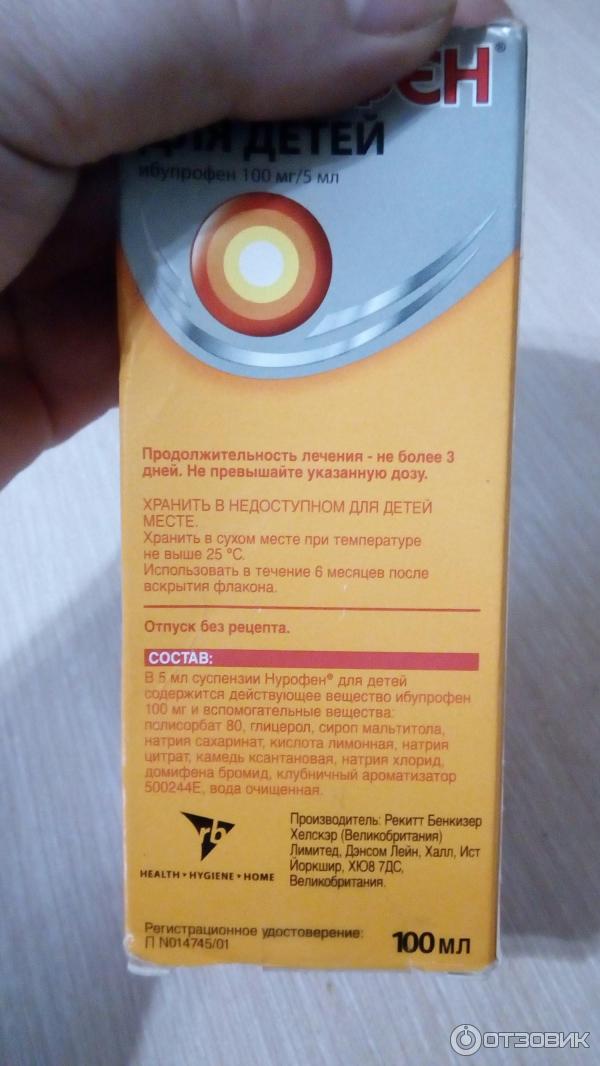 ЕН®
ДЛЯ ДЕТЕЙ
ибупрофен 100 мг/5 мл
Продолжительность лечения - не более 3
дней. Не превышайте указанную дозу.
ХРАНИТЬ В НЕДОСТУПНОМ ДЛЯ ДЕТЕЙ
МЕСТЕ.
Хранить в сухом месте при температуре
не выше 25 °С.
Использовать в течение 6 месяцев после
вскрытия флакона.
Отпуск без рецепта.
СОСТАВ:
В 5 мл суспензии Нурофен® для детей
содержится действующее вещество ибупрофен
100 мг и вспомогательные вещества:
полисорбат 80, глицерол, сироп мальтитола,
натрия сахаринат, кислота лимонная, натрия
цитрат, камедь ксантановая, натрия хлорид,
домифена бромид, клубничный ароматизатор
500244Е, вода очищенная.
rb
HEALTH • HYGIENE • HOME
Производитель: Рекитт Бенкизер
Хелскэр (Великобритания)
Лимитед, Дэнсом Лейн, Халл, Ист
Йоркшир, ХЮ8 7ДС,
Великобритания.
Регистрационное удостоверение:
П N014745/01
100 мл
ОТЗОВИК